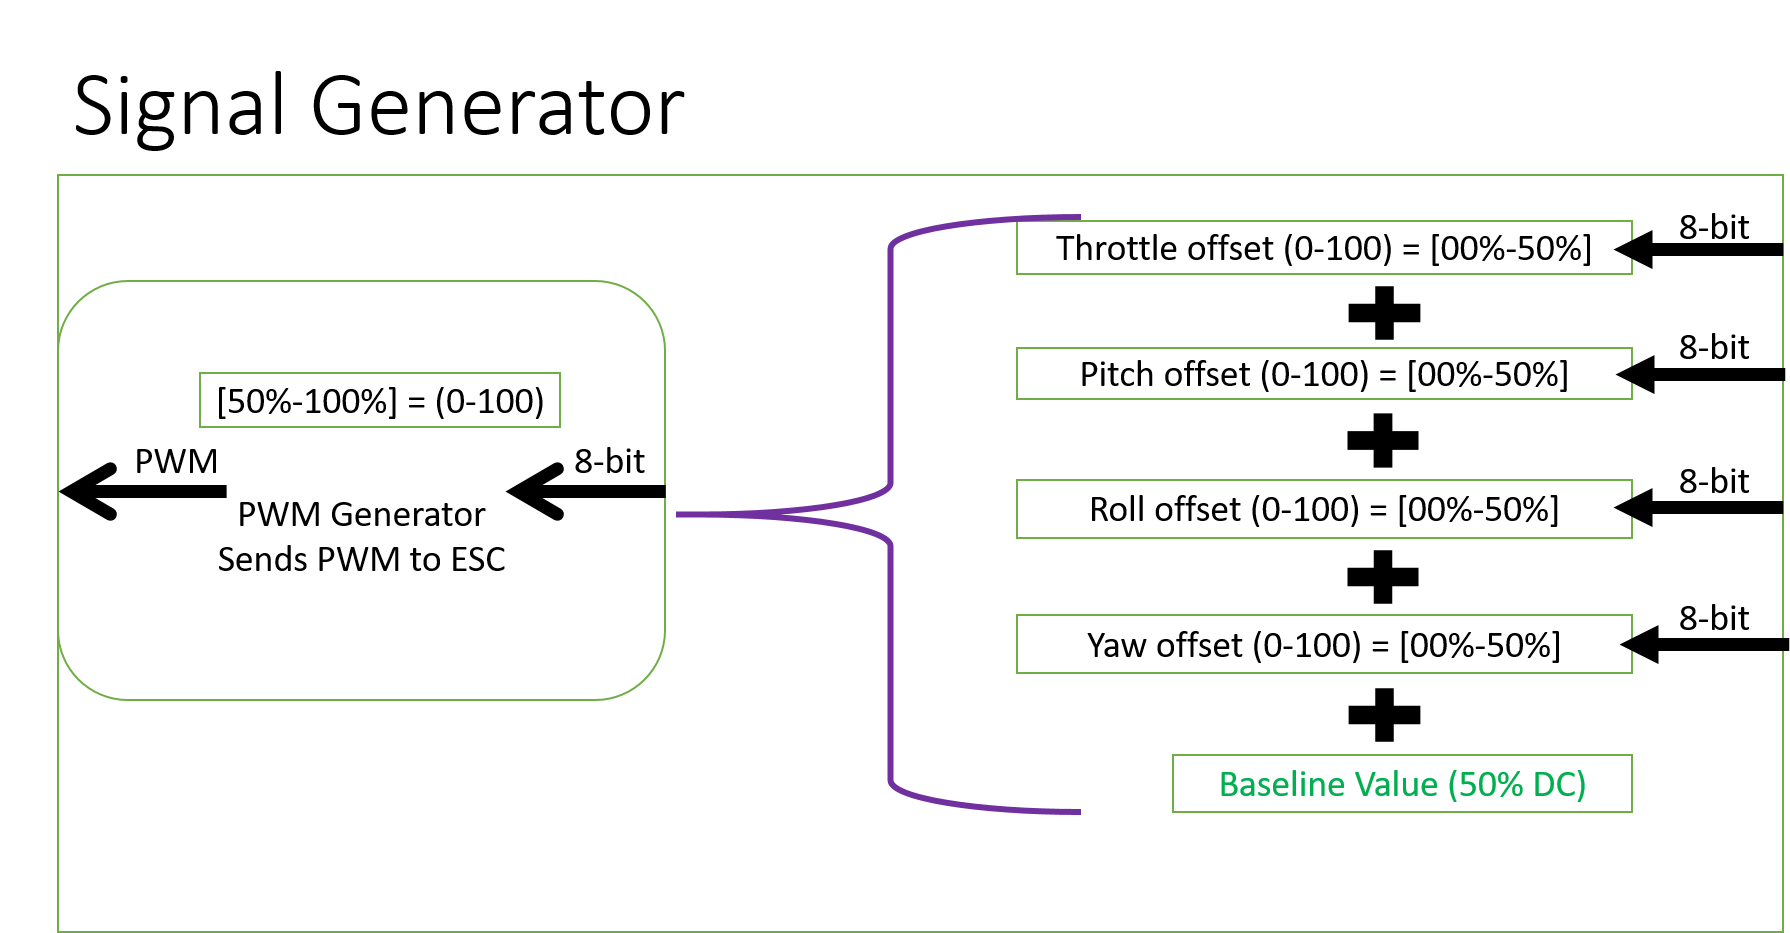 Signal Generator
8-bit
Throttle offset (0-100) = [00%-50%]
8-bit
Pitch offset (0-100) = [00%-50%]
[50%-100%] = (0-100)
PWM
8-bit
PWM Generator
Sends PWM to ESC
8-bit
Roll offset (0-100) = [00%-50%]
8-bit
Yaw offset (0-100) = [00%-50%]
Baseline Value (50% DC)